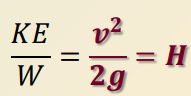 KE/W = v²/2g = H